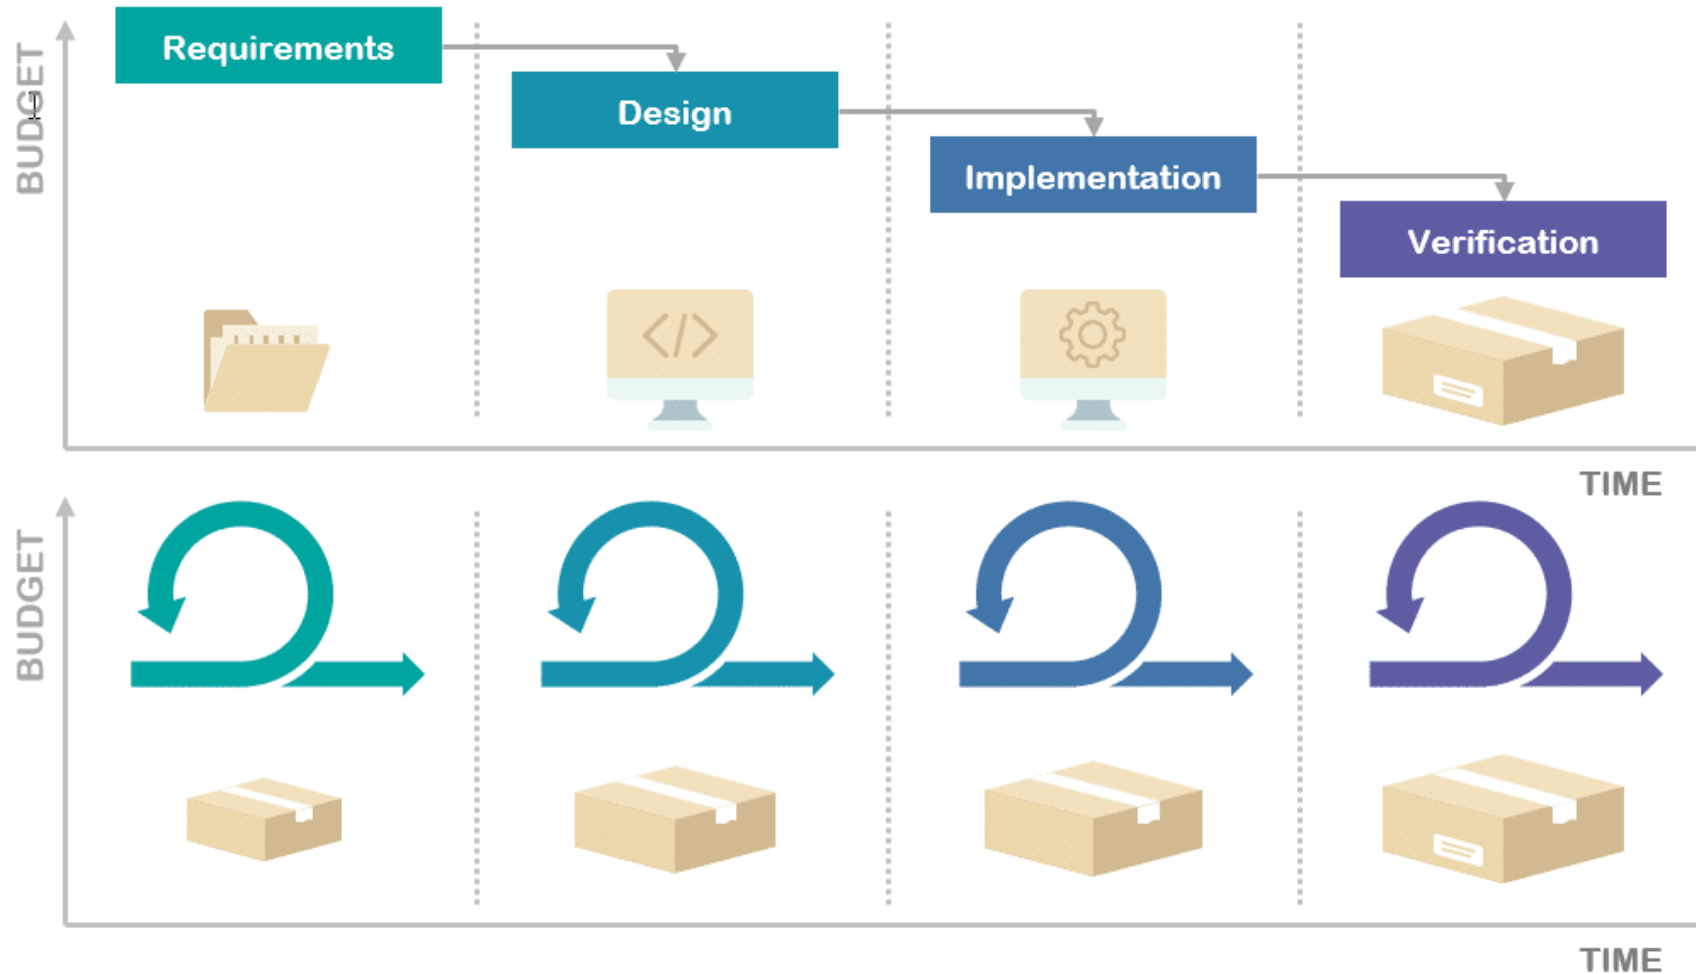 Requirements
Design
Implementation
Verification
BUDGET
</>
TIME
BUDGET
TIME